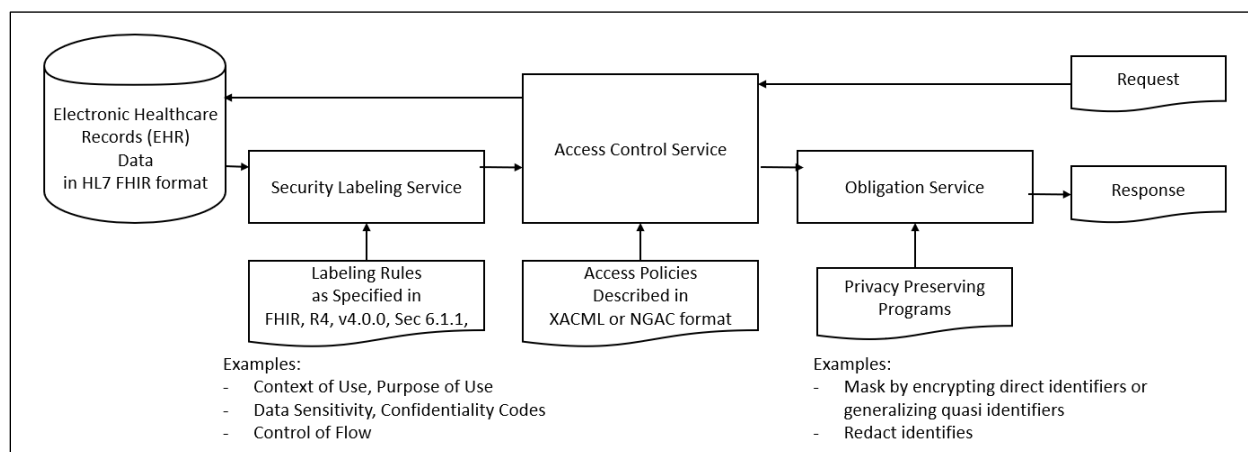 Electronic Healthcare
Records (EHR)
Data
in HL7 FHIR format
Security Labeling Service
Access Control Service
Obligation Service
Request
Response
Labeling Rules
as Specified in
FHIR, R4, v4.0.0, Sec 6.1.1,
Access Policies
Described in
XACML or NGAC format
Privacy Preserving
Programs
Examples:
- Context of Use, Purpose of Use
- Data Sensitivity, Confidentiality Codes
- Control of Flow
Examples:
- Mask by encrypting direct identifiers or
generalizing quasi identifiers
- Redact identifies